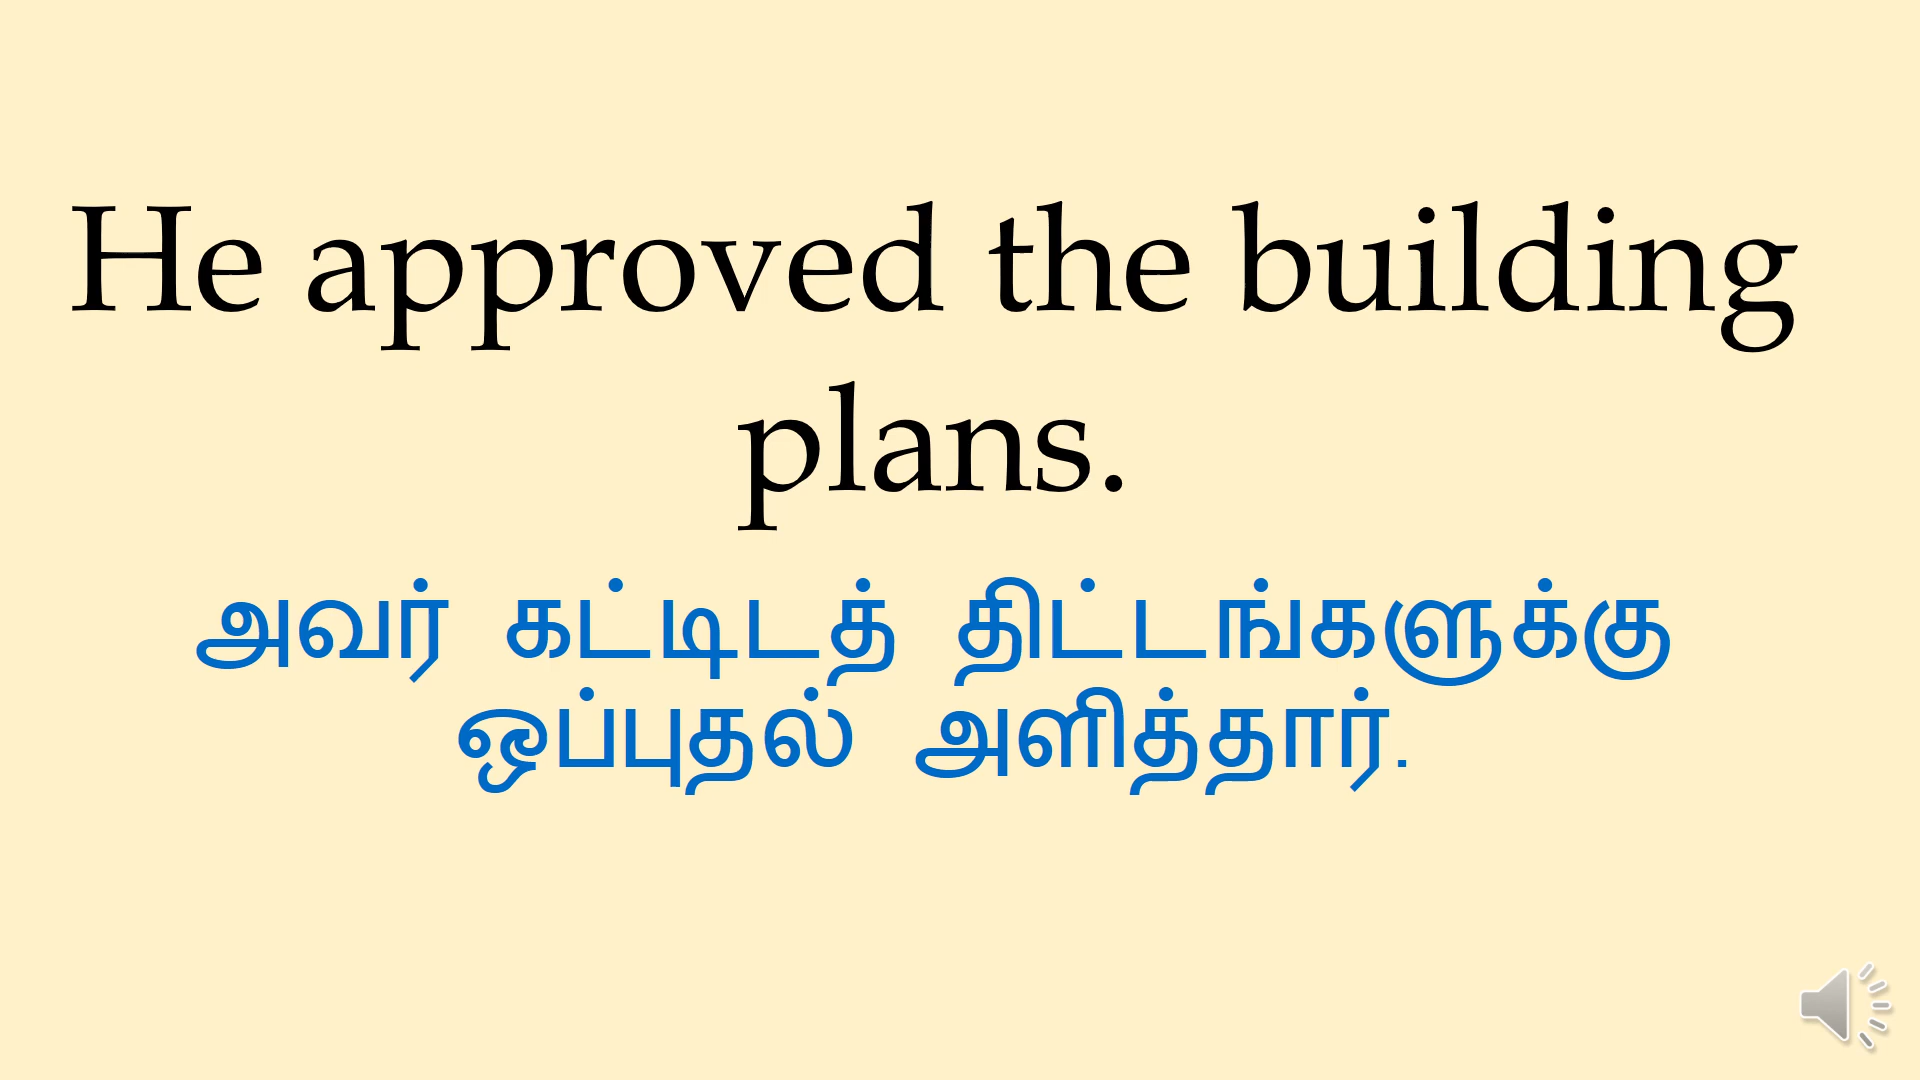 He approved the building
plans.
அவர் கட்டிடத் திட்டங்களுக்கு
ஒப்புதல் அளித்தார்.